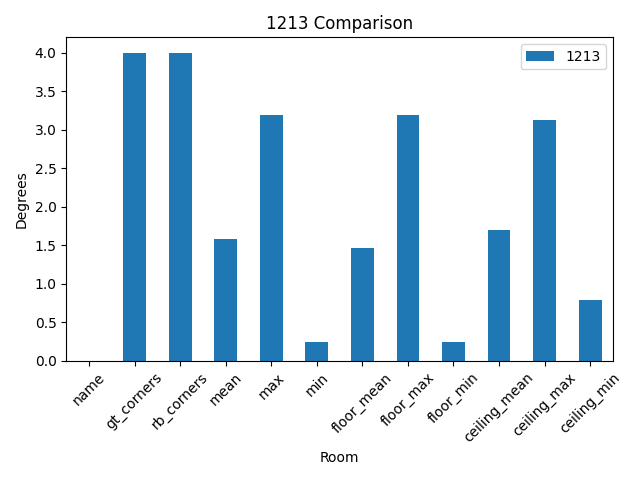 1213 Comparison
1213
Degrees
4.0
3.5
3.0
2.5
2.0
1.5
1.0
0.5
0.0
name
gt_corners
rb_corners
mean
max
min
floor_mean
floor_max
floor_min
ceiling_mean
ceiling_max
ceiling_min
Room